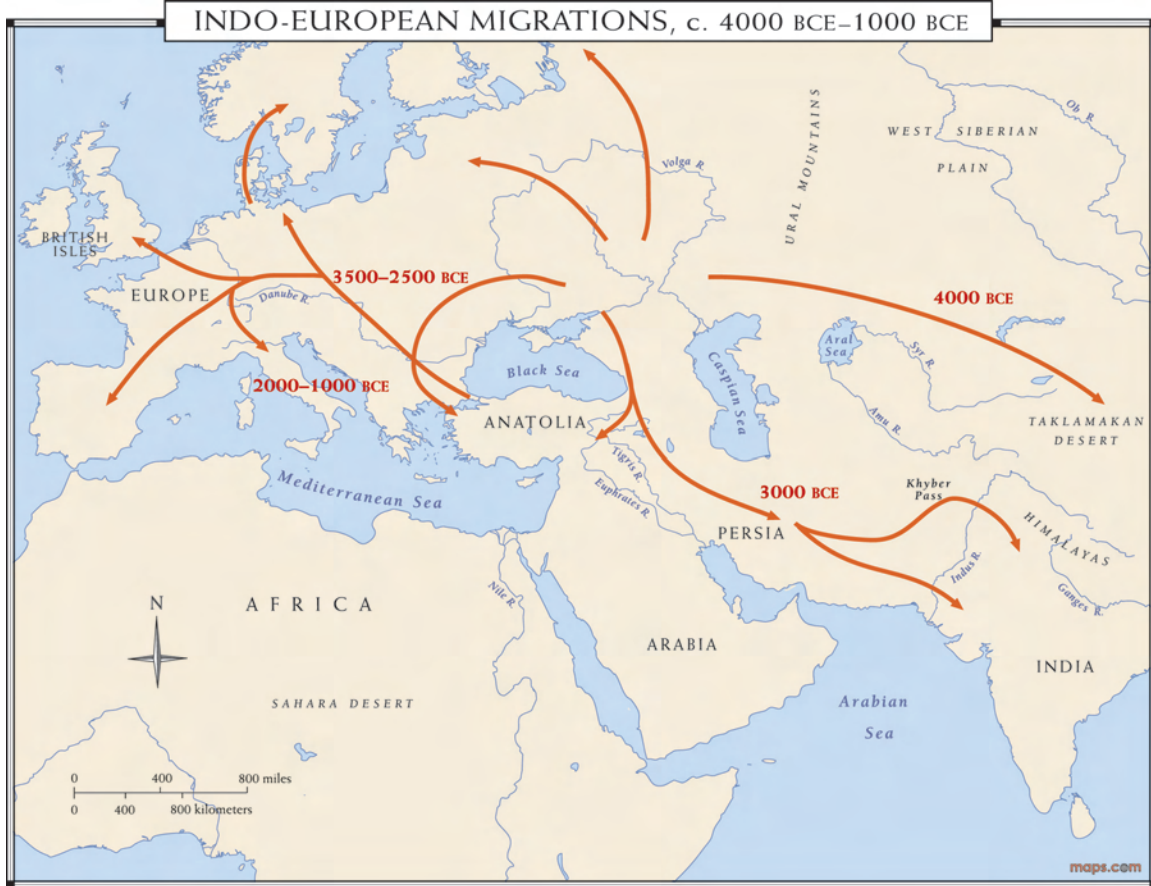 INDO-EUROPEAN MIGRATIONS, c. 4000 BCE–1000 BCE
Ob R.
WEST SIBERIAN
PLAIN
URAL MOUNTAINS
Volga R.
BRITISH
ISLES
EUROPE
Danube R.
3500–2500 BCE
4000 BCE
Aral
Sea
Syr R.
Black Sea
Caspian Sea
2000–1000 BCE
ANATOLIA
Amu R.
TAKLAMAKAN
DESERT
Mediterranean Sea
Tigris R.
Euphrates R.
3000 BCE
Khyber
Pass
PERSIA
HIMALAYAS
Indus R.
Ganges R.
Nile R.
N
AFRICA
ARABIA
INDIA
SAHARA DESERT
Arabian
Sea
0 400 800 miles
0 400 800 kilometers
maps.com